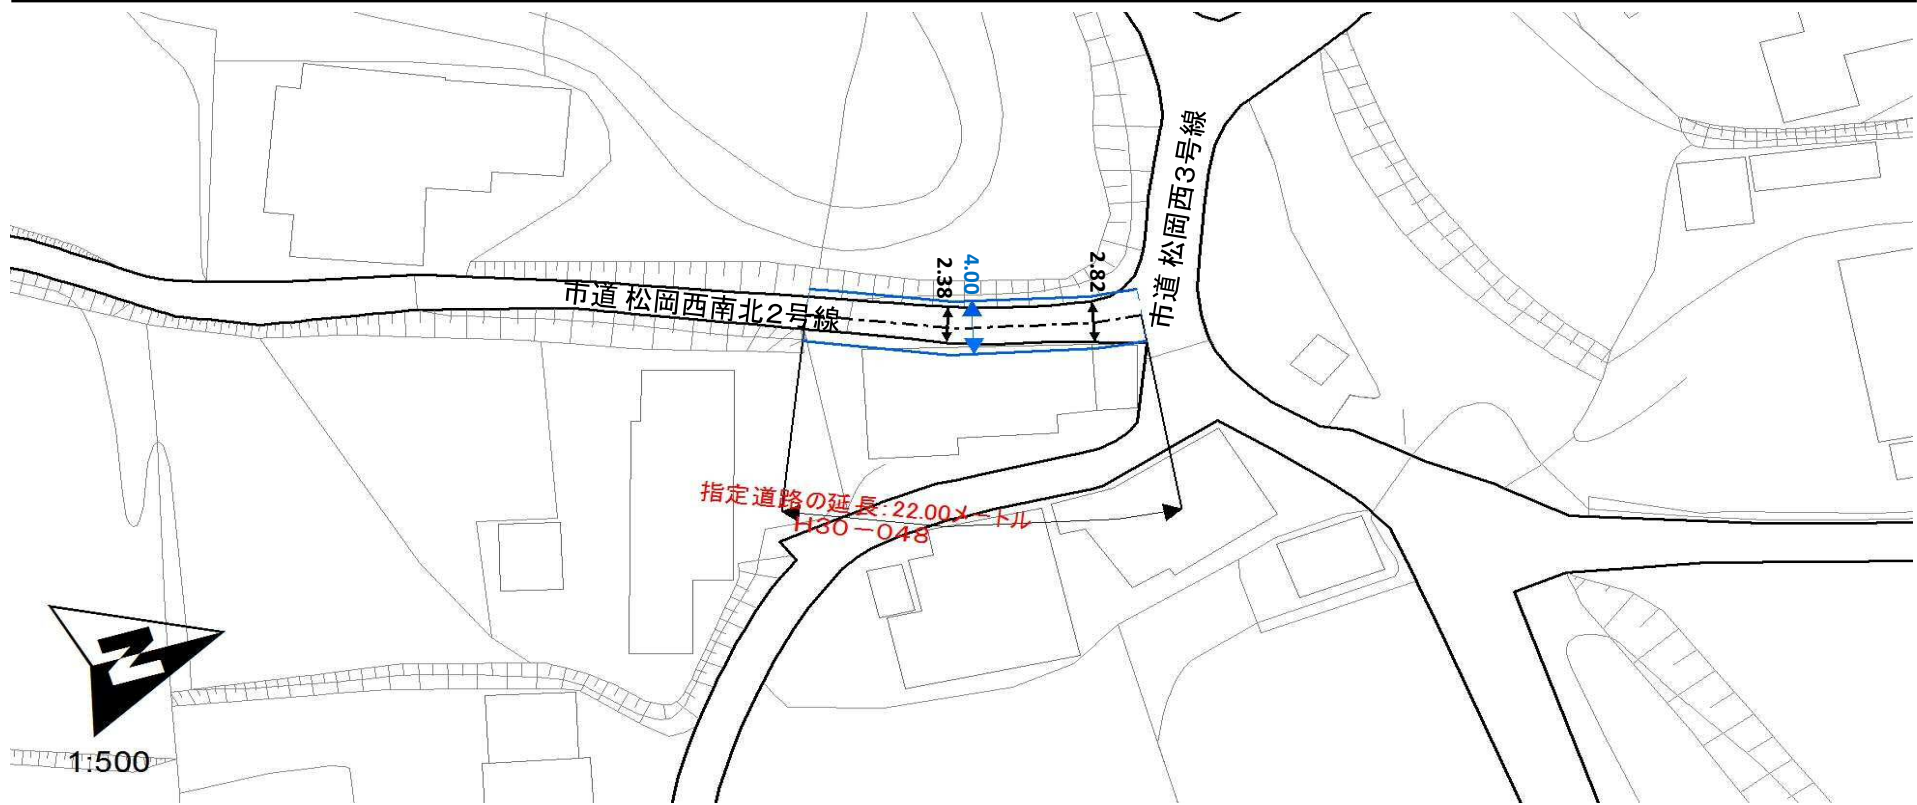 市道 松岡西3号線
2.38
4.00
2.82
市道 松岡西南北2号線
指定道路の延長:22.00メートル
H30-048
N
1:500